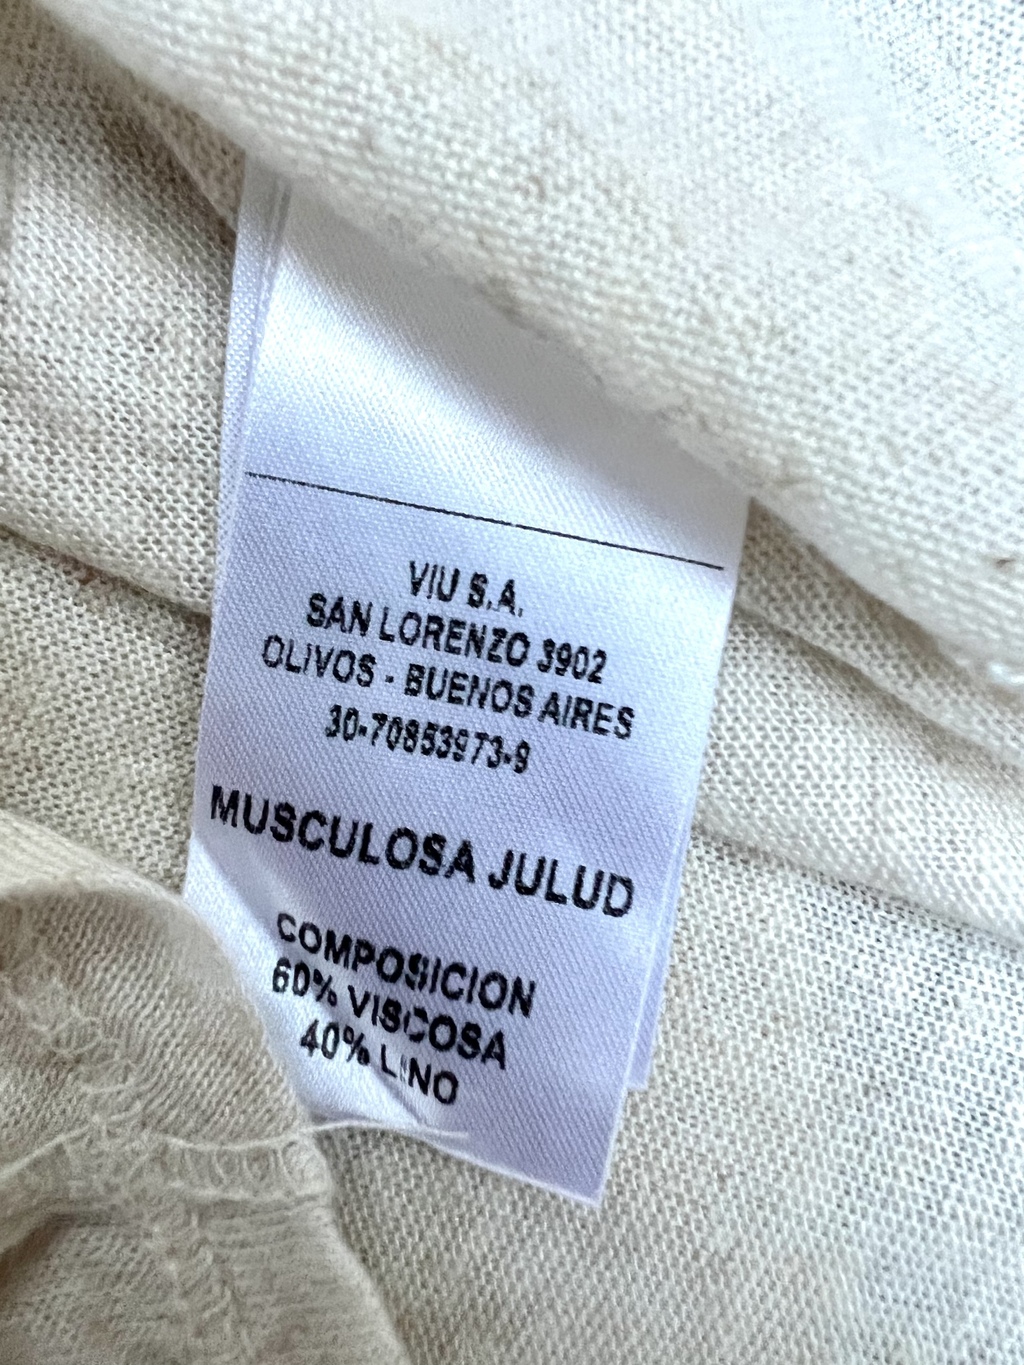 VIU S.A.
SAN LORENZO 3902
OLIVOS - BUENOS AIRES
30-70853973-9
MUSCULOSA JULUD
COMPOSICION
60% VISCOSA
40% LINO